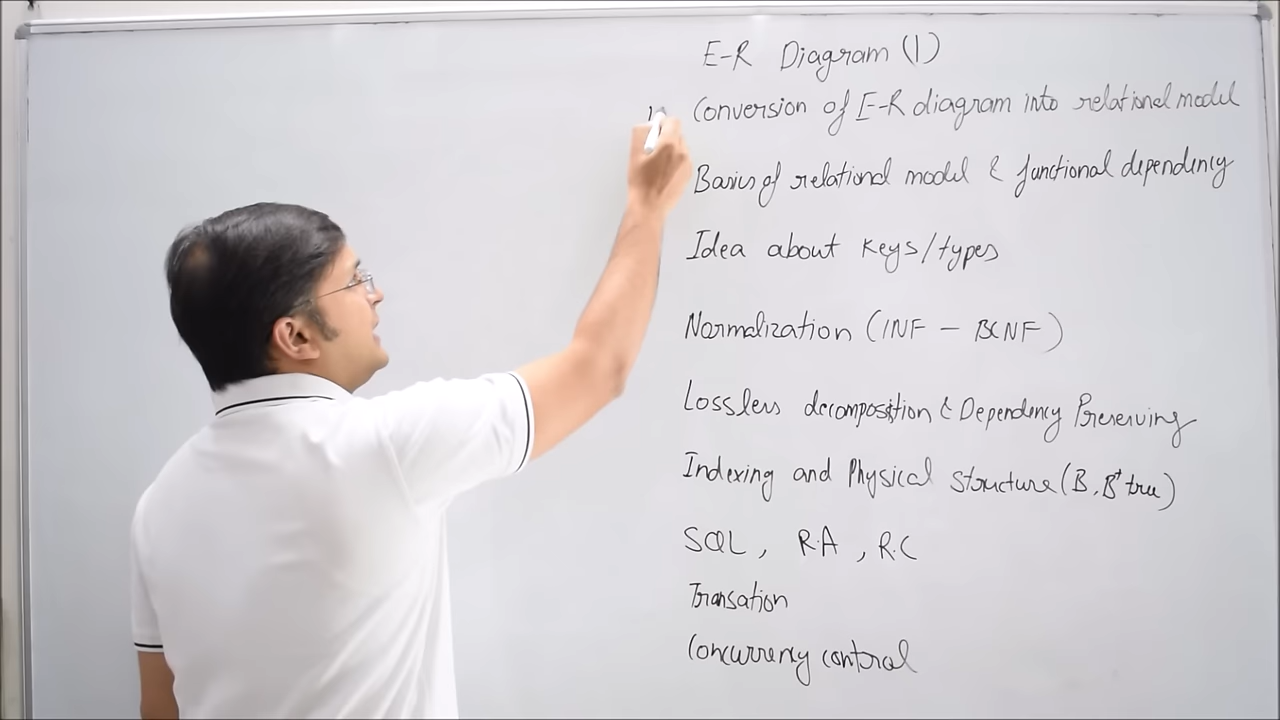 E-R Diagram (1)
Conversion of E-R diagram into relational model
Basics of relational model & functional dependency
Idea about keys/types
Normalization (1NF - BCNF)
Lossless decomposition & Dependency Preserving
Indexing and Physical structure (B, B+ tree)
SQL, R.A, R.C
Transation
Concurrency control